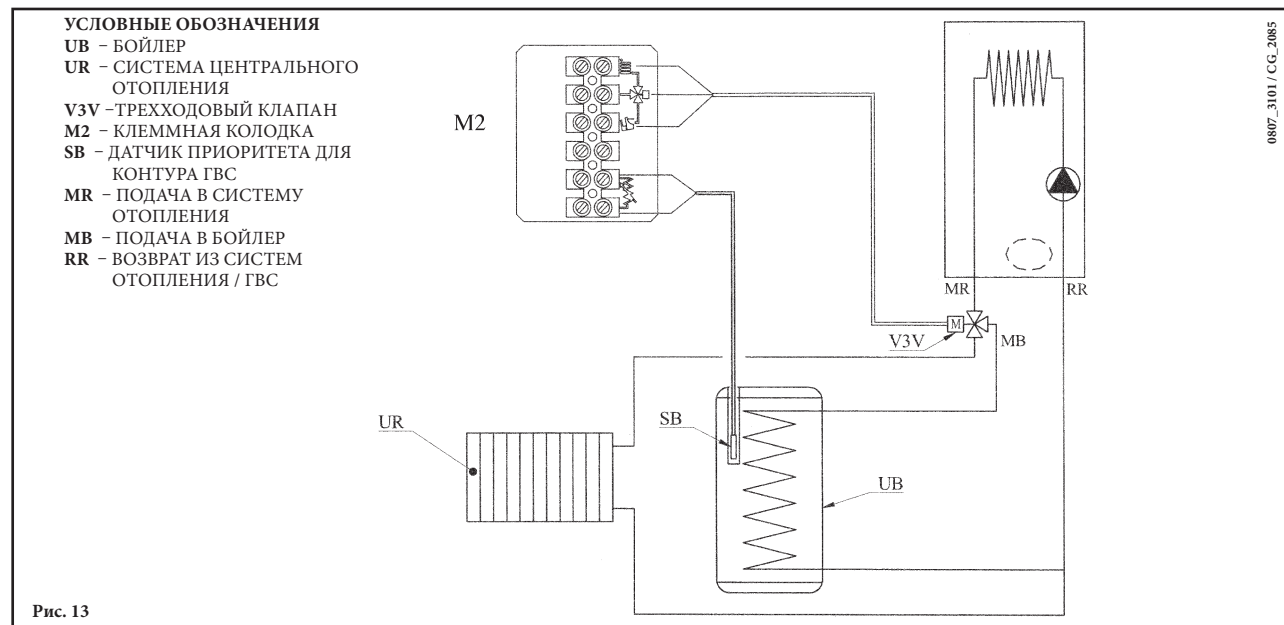 УСЛОВНЫЕ ОБОЗНАЧЕНИЯ
UB – БОЙЛЕР
UR – СИСТЕМА ЦЕНТРАЛЬНОГО
ОТОПЛЕНИЯ
V3V –ТРЕХХОДОВЫЙ КЛАПАН
M2 – КЛЕММНАЯ КОЛОДКА
SB – ДАТЧИК ПРИОРИТЕТА ДЛЯ
КОНТУРА ГВС
MR – ПОДАЧА В СИСТЕМУ
ОТОПЛЕНИЯ
MB – ПОДАЧА В БОЙЛЕР
RR – ВОЗВРАТ ИЗ СИСТЕМ
ОТОПЛЕНИЯ / ГВС
M2
0807_3101 / CG_2085
MR
RR
M
V3V
MB
UR
SB
UB
Рис. 13